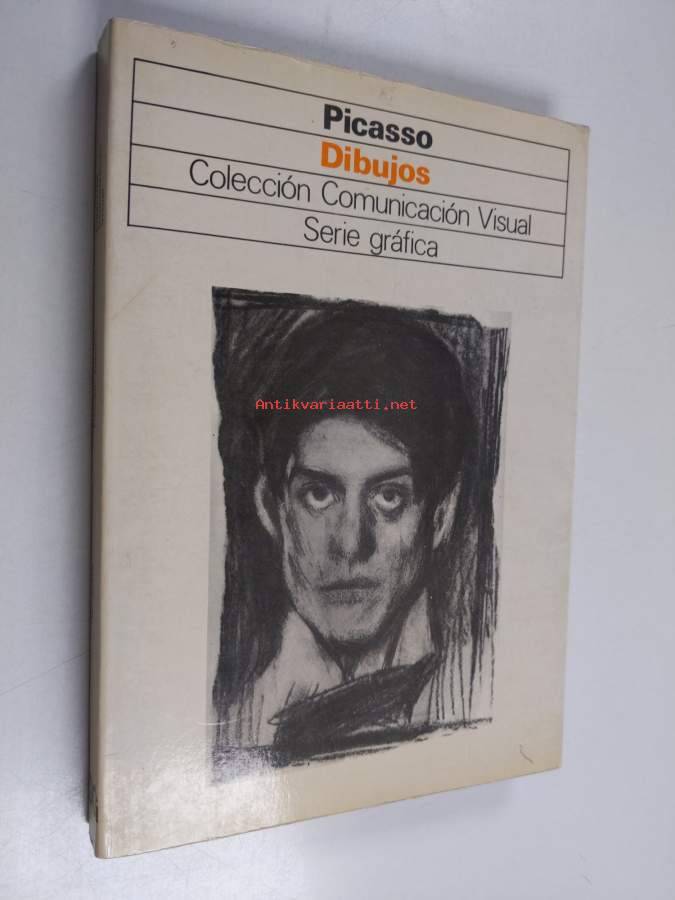 Picasso
Dibujos
Colección Comunicación Visual
Serie gráfica
Antikvariaatti.net